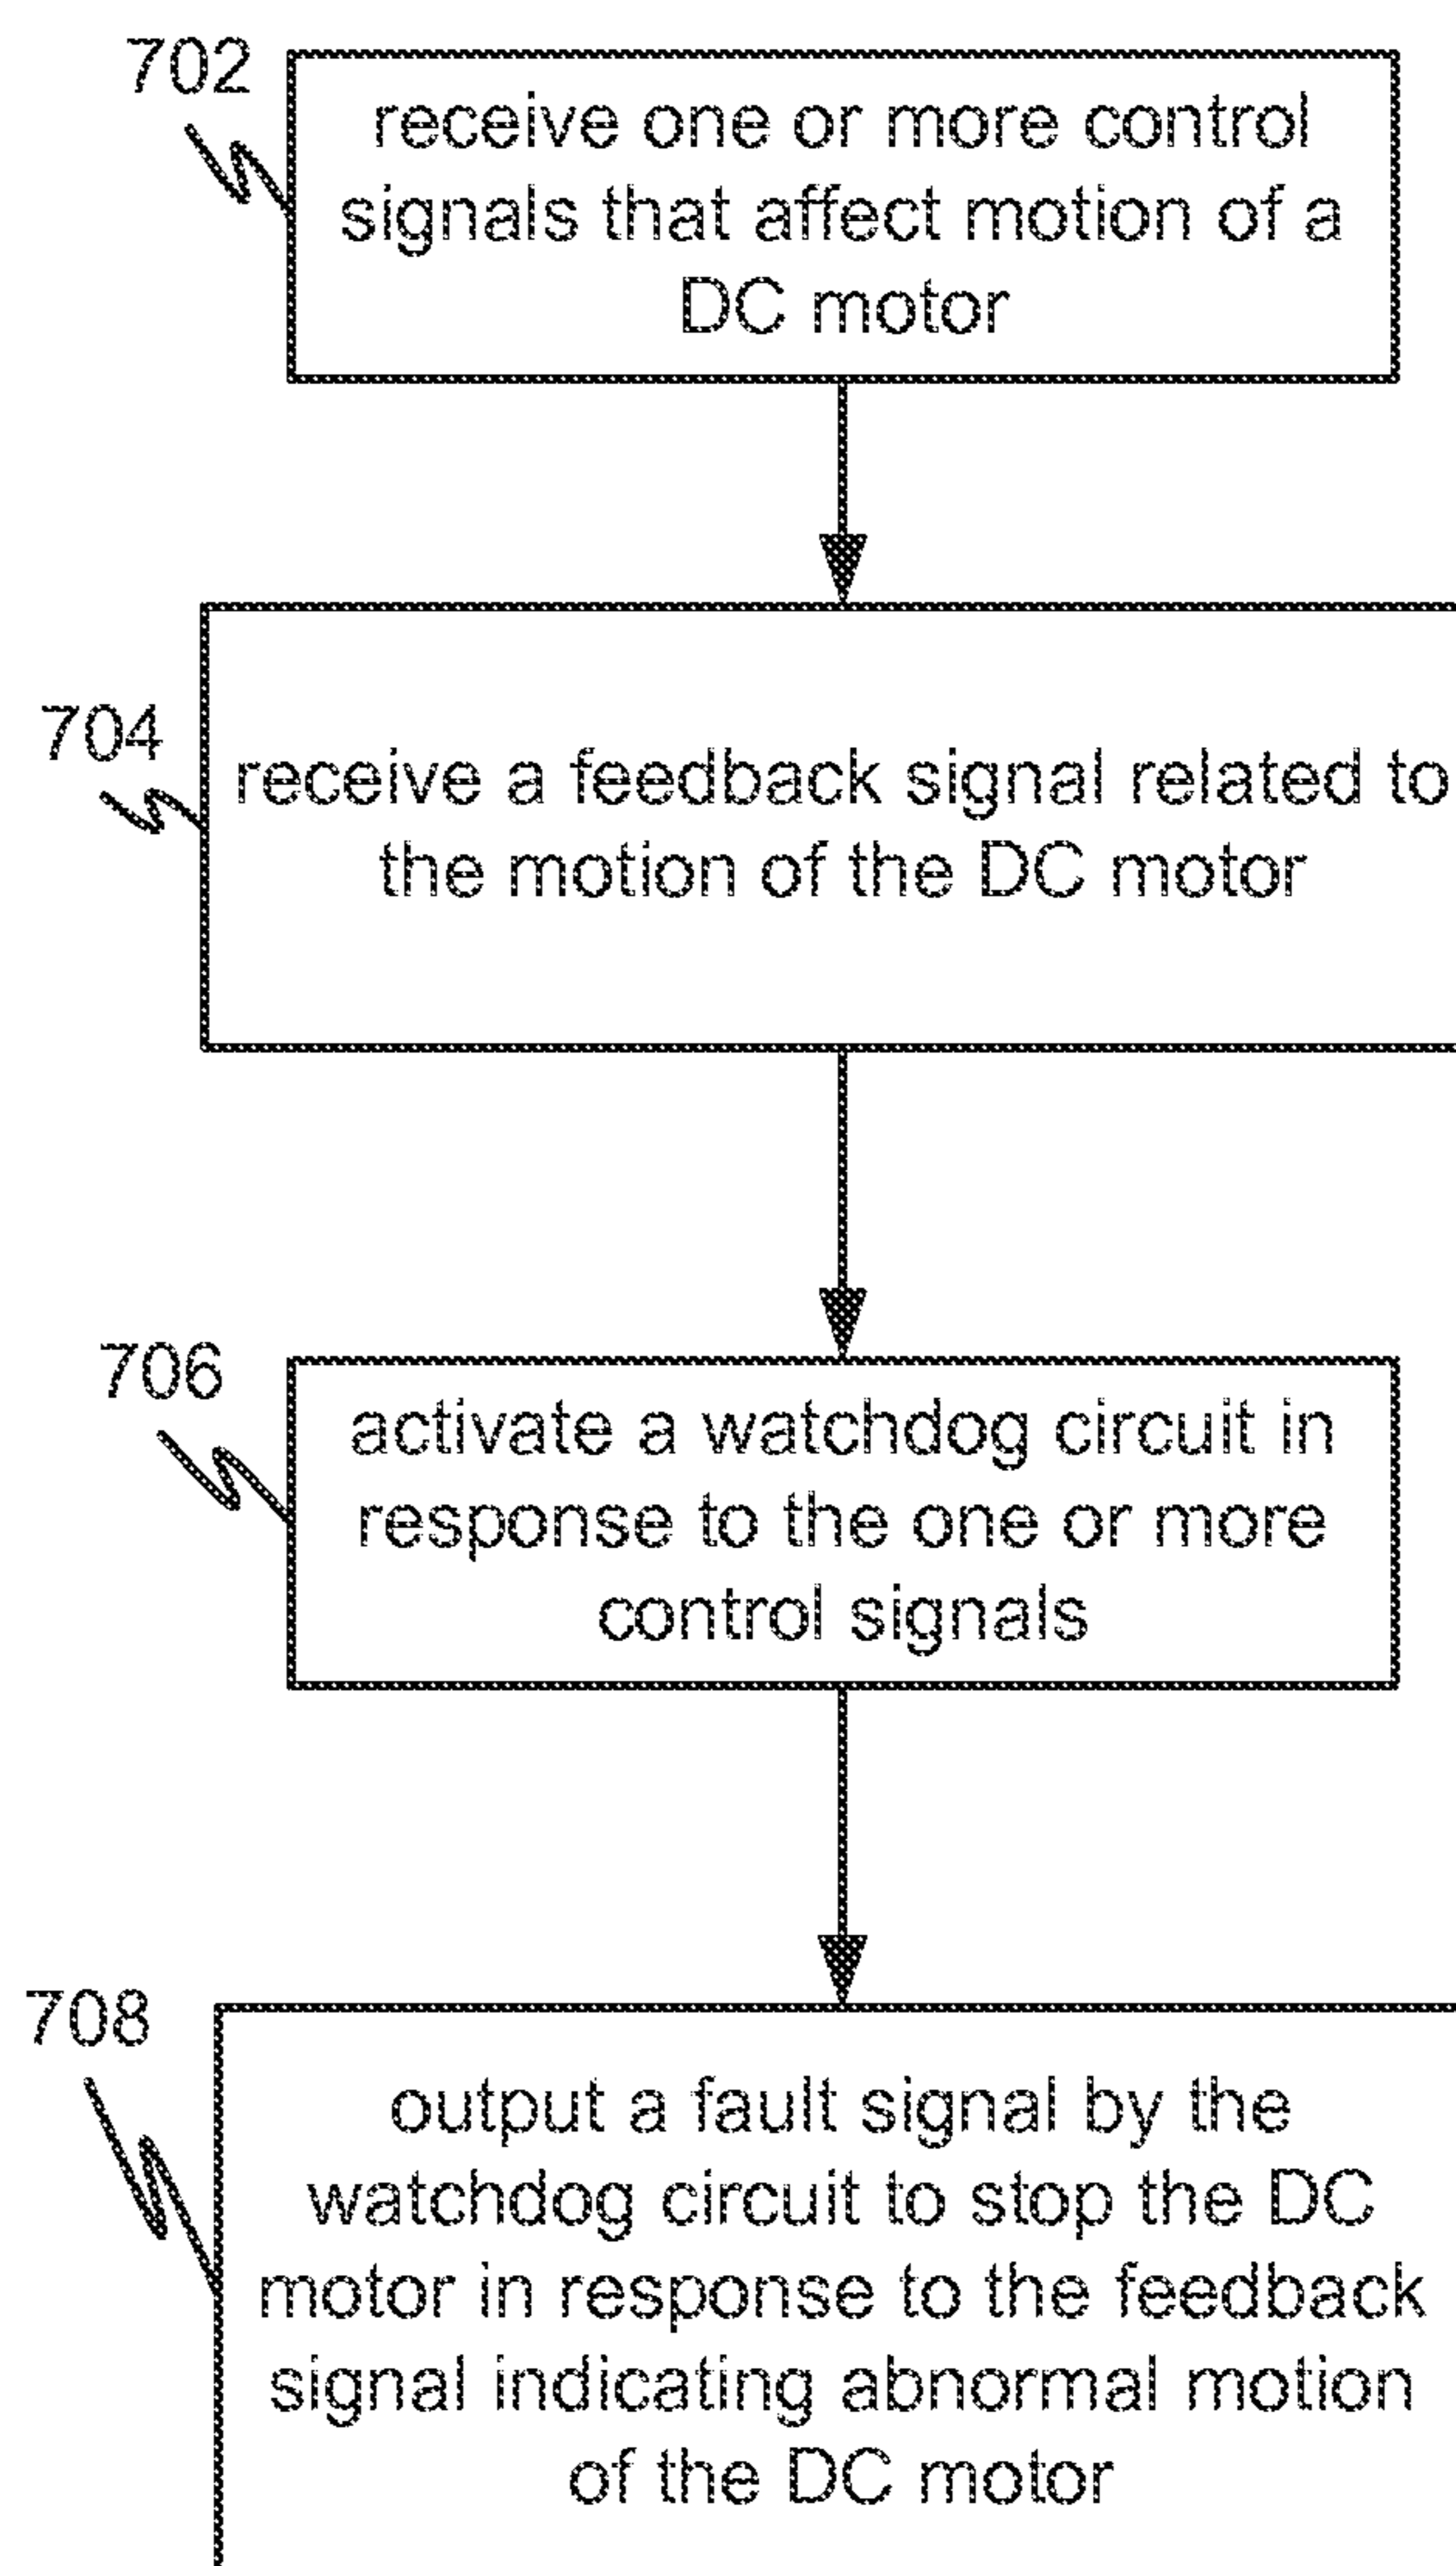 702
receive one or more control
signals that affect motion of a
DC motor
704
receive a feedback signal related to
the motion of the DC motor
706
activate a watchdog circuit in
response to the one or more
control signals
708
output a fault signal by the
watchdog circuit to stop the DC
motor in response to the feedback
signal indicating abnormal motion
of the DC motor